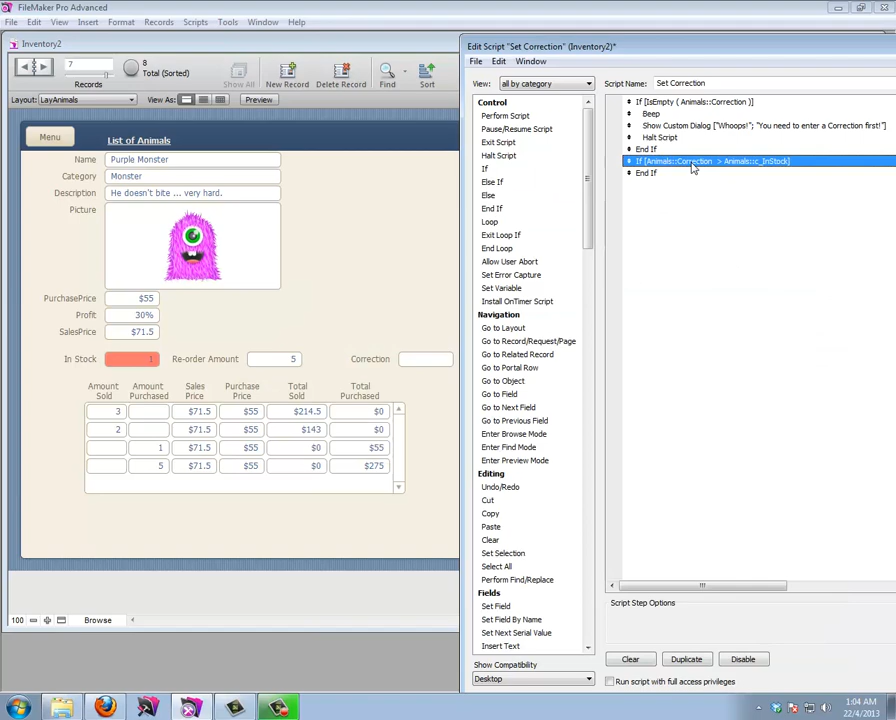 FileMaker Pro Advanced
File Edit View Insert Format Records Scripts Tools Window Help
Inventory2
7
Records
8
Total (Sorted)
Show All
New Record
Delete Record
Find
Sort
Layout: LayAnimals
View As:
Preview
Menu
List of Animals
Name Purple Monster
Category Monster
Description He doesn't bite ... very hard.
Picture
PurchasePrice $55
Profit 30%
SalesPrice $71.5
In Stock 1 Re-order Amount 5 Correction
Amount Sold Amount Purchased Sales Price Purchase Price Total Sold Total Purchased
3 $71.5 $55 $214.5 $0
2 $71.5 $55 $143 $0
1 $71.5 $55 $0 $55
5 $71.5 $55 $0 $275
100 Browse
Edit Script "Set Correction" (Inventory2)*
File Edit Window
View: all by category
Script Name: Set Correction
Control
Perform Script
Pause/Resume Script
Exit Script
Halt Script
If
Else If
Else
End If
Loop
Exit Loop If
End Loop
Allow User Abort
Set Error Capture
Set Variable
Install OnTimer Script
Navigation
Go to Layout
Go to Record/Request/Page
Go to Related Record
Go to Portal Row
Go to Object
Go to Field
Go to Next Field
Go to Previous Field
Enter Browse Mode
Enter Find Mode
Enter Preview Mode
Editing
Undo/Redo
Cut
Copy
Paste
Clear
Set Selection
Select All
Perform Find/Replace
Fields
Set Field
Set Field By Name
Set Next Serial Value
Insert Text
Show Compatibility
Desktop
If [IsEmpty ( Animals::Correction )]
Beep
Show Custom Dialog ["Whoops!"; "You need to enter a Correction first!"]
Halt Script
End If
If [Animals::Correction > Animals::c_InStock]
End If
Script Step Options
Clear
Duplicate
Disable
Run script with full access privileges
1:04 AM
22/4/2013